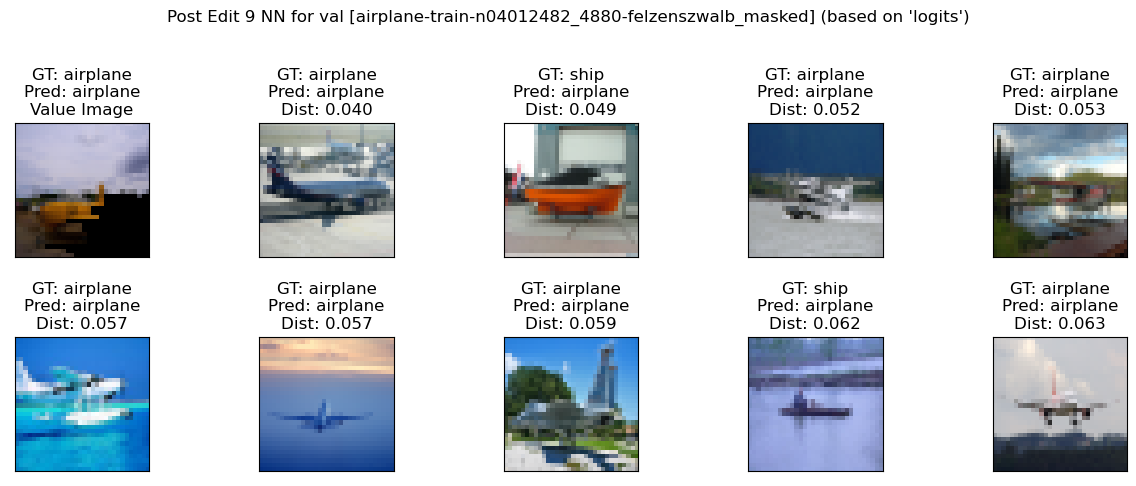 Post Edit 9 NN for val [airplane-train-n04012482_4880-felzenszwalb_masked] (based on 'logits')
GT: airplane
Pred: airplane
Value Image
GT: airplane
Pred: airplane
Dist: 0.040
GT: ship
Pred: airplane
Dist: 0.049
GT: airplane
Pred: airplane
Dist: 0.052
GT: airplane
Pred: airplane
Dist: 0.053
GT: airplane
Pred: airplane
Dist: 0.057
GT: airplane
Pred: airplane
Dist: 0.057
GT: airplane
Pred: airplane
Dist: 0.059
GT: ship
Pred: airplane
Dist: 0.062
GT: airplane
Pred: airplane
Dist: 0.063